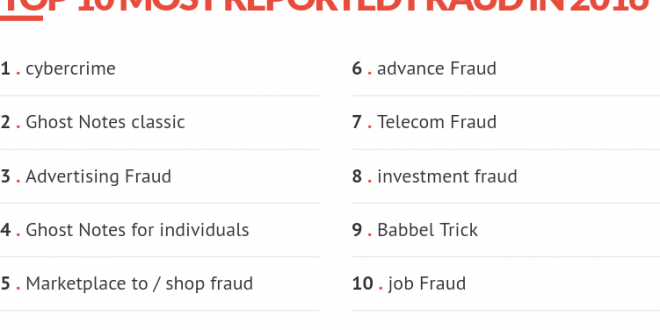 TOP 10 MOST REPORTED FRAUD IN 2016
1 . cybercrime
2 . Ghost Notes classic
3 . Advertising Fraud
4 . Ghost Notes for individuals
5 . Marketplace to / shop fraud
6 . advance Fraud
7 . Telecom Fraud
8 . investment fraud
9 . Babbel Trick
10 . job Fraud